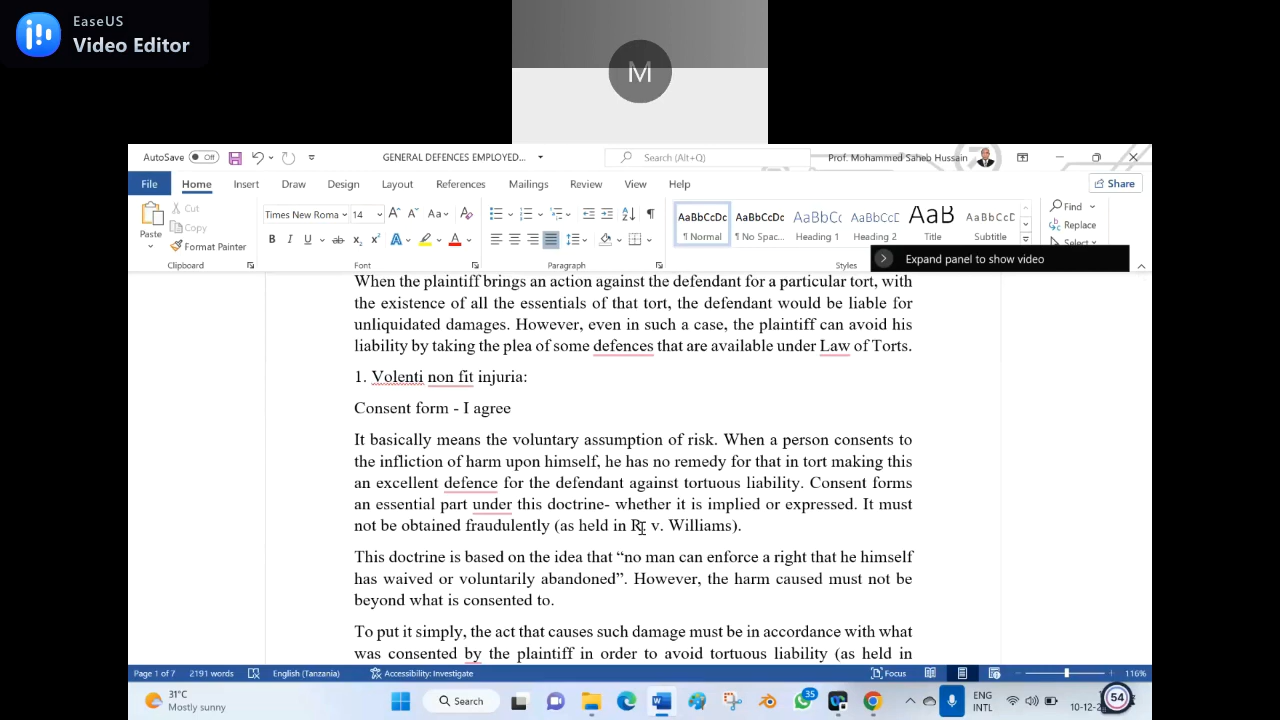 EaseUS
Video Editor
M
AutoSave Off
GENERAL DEFENCES EMPLOYED...
Search (Alt+Q)
Prof. Mohammed Saheb Hussain
File Home Insert Draw Design Layout References Mailings Review View Help
Share
Paste
Cut
Copy
Format Painter
Clipboard
Times New Roma 14
Font
Paragraph
AaBbCcDc AaBbCcDc AaBbCc AaBbCcD AaB AaBbCcD
¶ Normal ¶ No Spac... Heading 1 Heading 2 Title Subtitle
Styles
Find
Replace
Select
Expand panel to show video
When the plaintiff brings an action against the defendant for a particular tort, with
the existence of all the essentials of that tort, the defendant would be liable for
unliquidated damages. However, even in such a case, the plaintiff can avoid his
liability by taking the plea of some defences that are available under Law of Torts.
1. Volenti non fit injuria:
Consent form - I agree
It basically means the voluntary assumption of risk. When a person consents to
the infliction of harm upon himself, he has no remedy for that in tort making this
an excellent defence for the defendant against tortuous liability. Consent forms
an essential part under this doctrine- whether it is implied or expressed. It must
not be obtained fraudulently (as held in R v. Williams).
This doctrine is based on the idea that “no man can enforce a right that he himself
has waived or voluntarily abandoned”. However, the harm caused must not be
beyond what is consented to.
To put it simply, the act that causes such damage must be in accordance with what
was consented by the plaintiff in order to avoid tortuous liability (as held in
Page 1 of 7 2191 words English (Tanzania) Accessibility: Investigate Focus 116%
31°C
Mostly sunny
Search
35
ENG
INTL
10-12-2
54